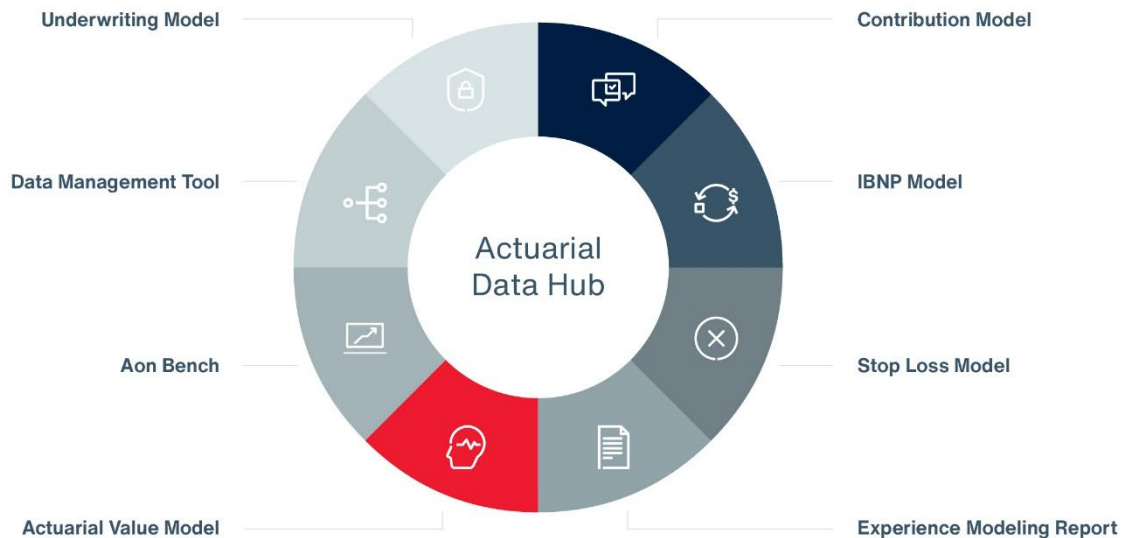 Underwriting Model
Contribution Model
Data Management Tool
IBNP Model
$
Actuarial
Data Hub
Aon Bench
Stop Loss Model
Actuarial Value Model
Experience Modeling Report